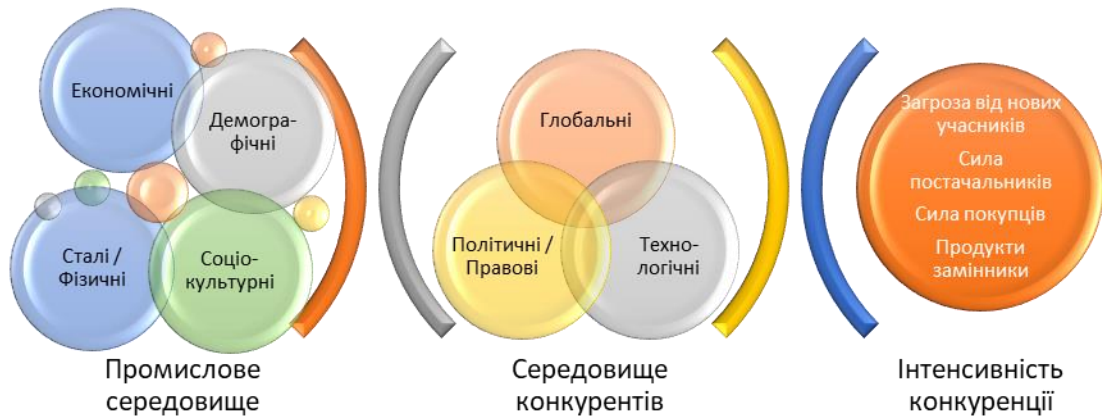 Економічні
Демогра-
фічні
Сталі /
Фізичні
Соціо-
культурні
Промислове
середовище
Глобальні
Політичні /
Правові
Техно-
логічні
Середовище
конкурентів
Загроза від нових
учасників
Сила
постачальників
Сила покупців
Продукти
замінники
Інтенсивність
конкуренції